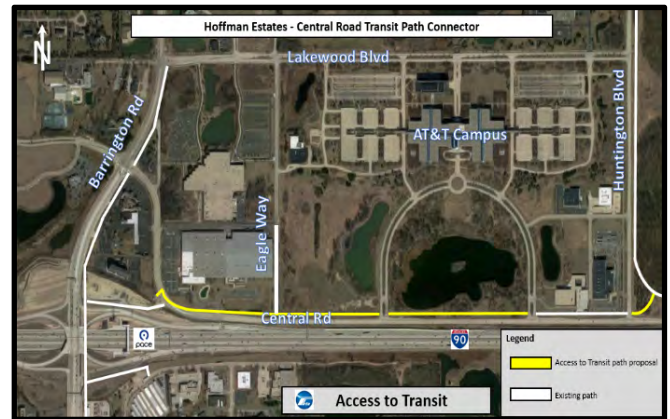 Hoffman Estates - Central Road Transit Path Connector
N
Lakewood Blvd
Barrington Rd
AT&T Campus
Huntington Blvd
Eagle Way
Central Rd
pace
90
Legend
Access to Transit path proposal
Existing path
Access to Transit